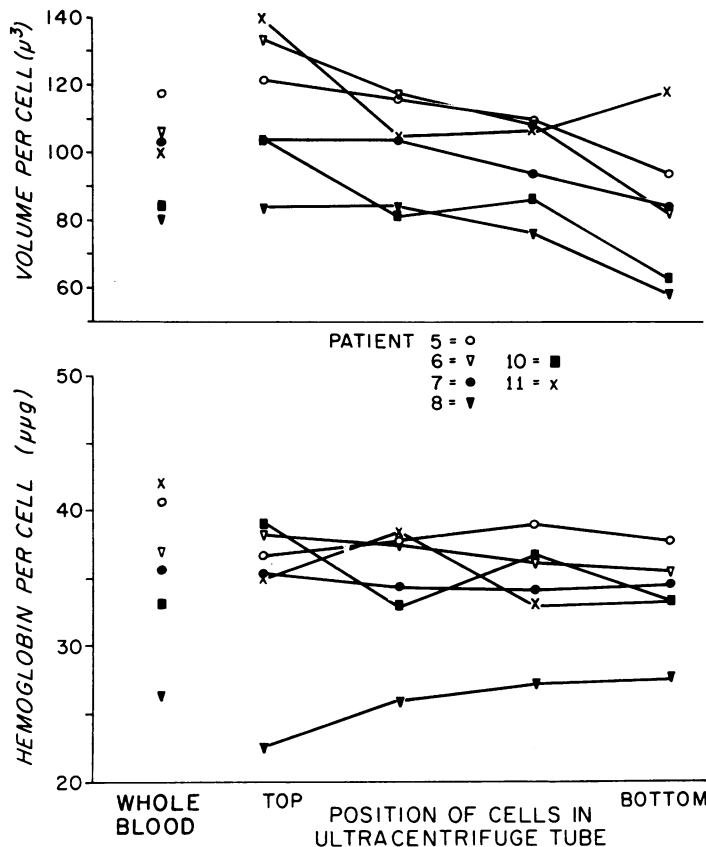 VOLUME PER CELL (μ³)
140
120
100
80
60
PATIENT 5 = ○
6 = ▽ 10 = ■
7 = ● 11 = x
8 = ▼
HEMOGLOBIN PER CELL (μμg)
50
40
30
20
WHOLE BLOOD
TOP
POSITION OF CELLS IN
ULTRACENTRIFUGE TUBE
BOTTOM